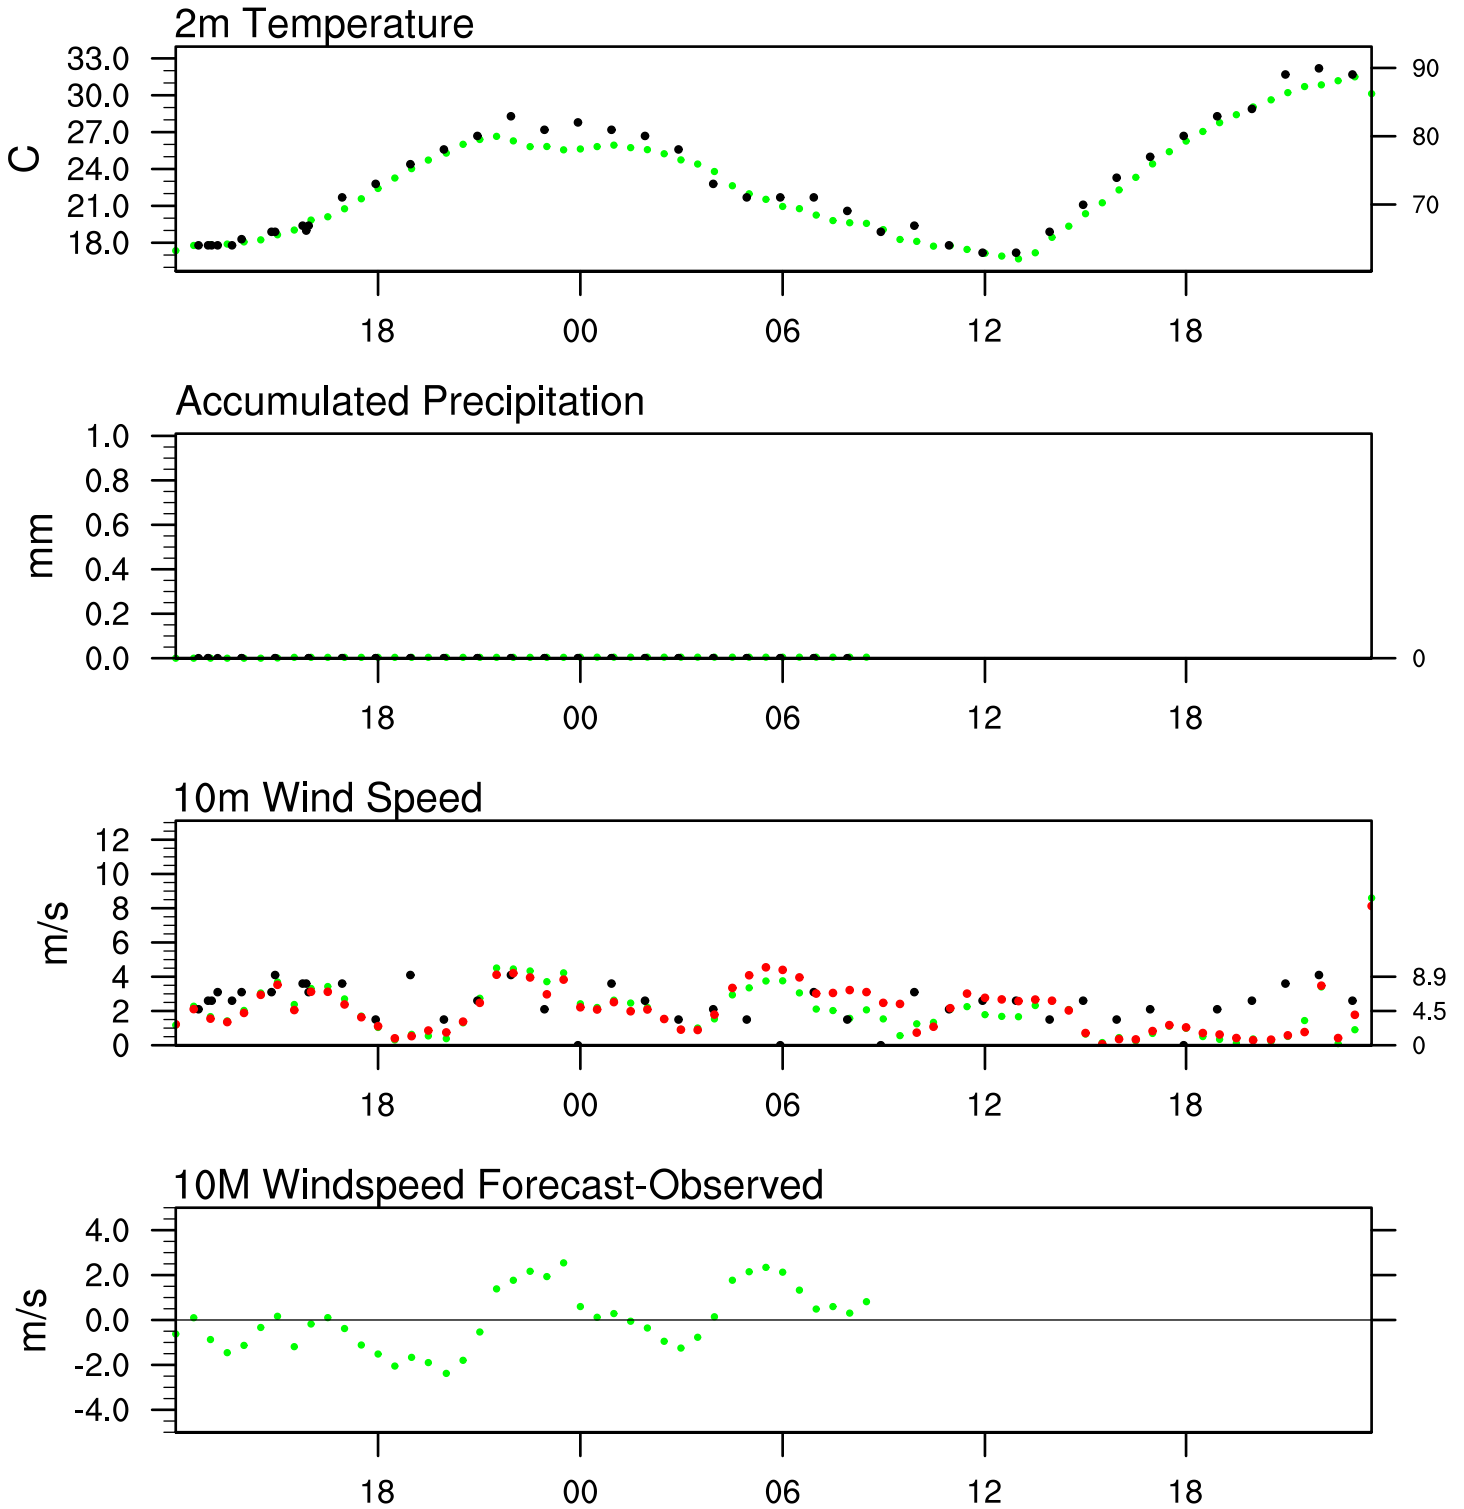 2m Temperature
33.0
30.0
27.0
24.0
21.0
18.0
C
90
80
70
18 00 06 12 18
Accumulated Precipitation
1.0
0.8
0.6
0.4
0.2
0.0
mm
0
18 00 06 12 18
10m Wind Speed
12
10
8
6
4
2
0
m/s
8.9
4.5
0
18 00 06 12 18
10M Windspeed Forecast-Observed
4.0
2.0
0.0
-2.0
-4.0
m/s
18 00 06 12 18